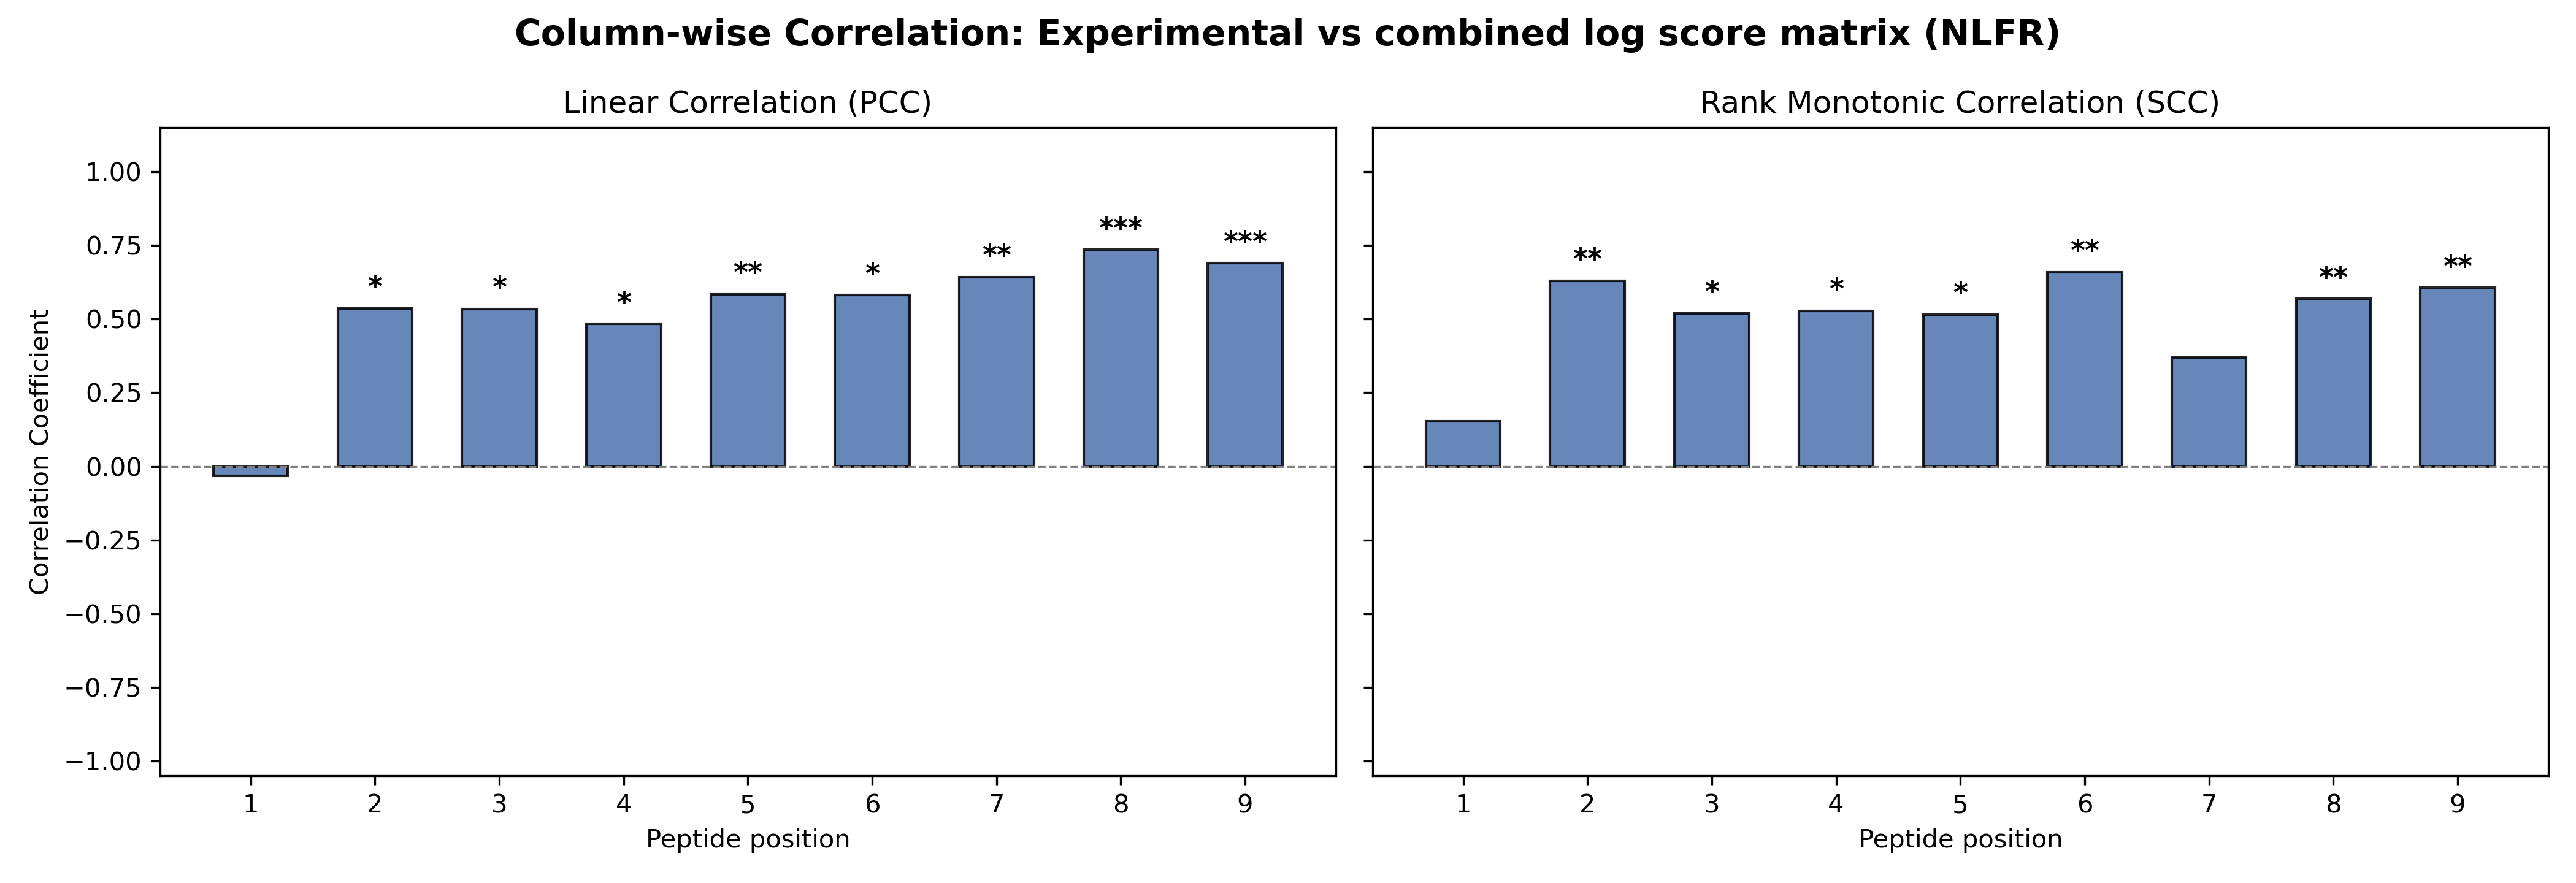 Column-wise Correlation: Experimental vs combined log score matrix (NLFR)
Linear Correlation (PCC)
Correlation Coefficient
1.00
0.75
0.50
0.25
0.00
−0.25
−0.50
−0.75
−1.00
* * * ** * ** *** ***
1 2 3 4 5 6 7 8 9
Peptide position
Rank Monotonic Correlation (SCC)
** * * * ** ** **
1 2 3 4 5 6 7 8 9
Peptide position